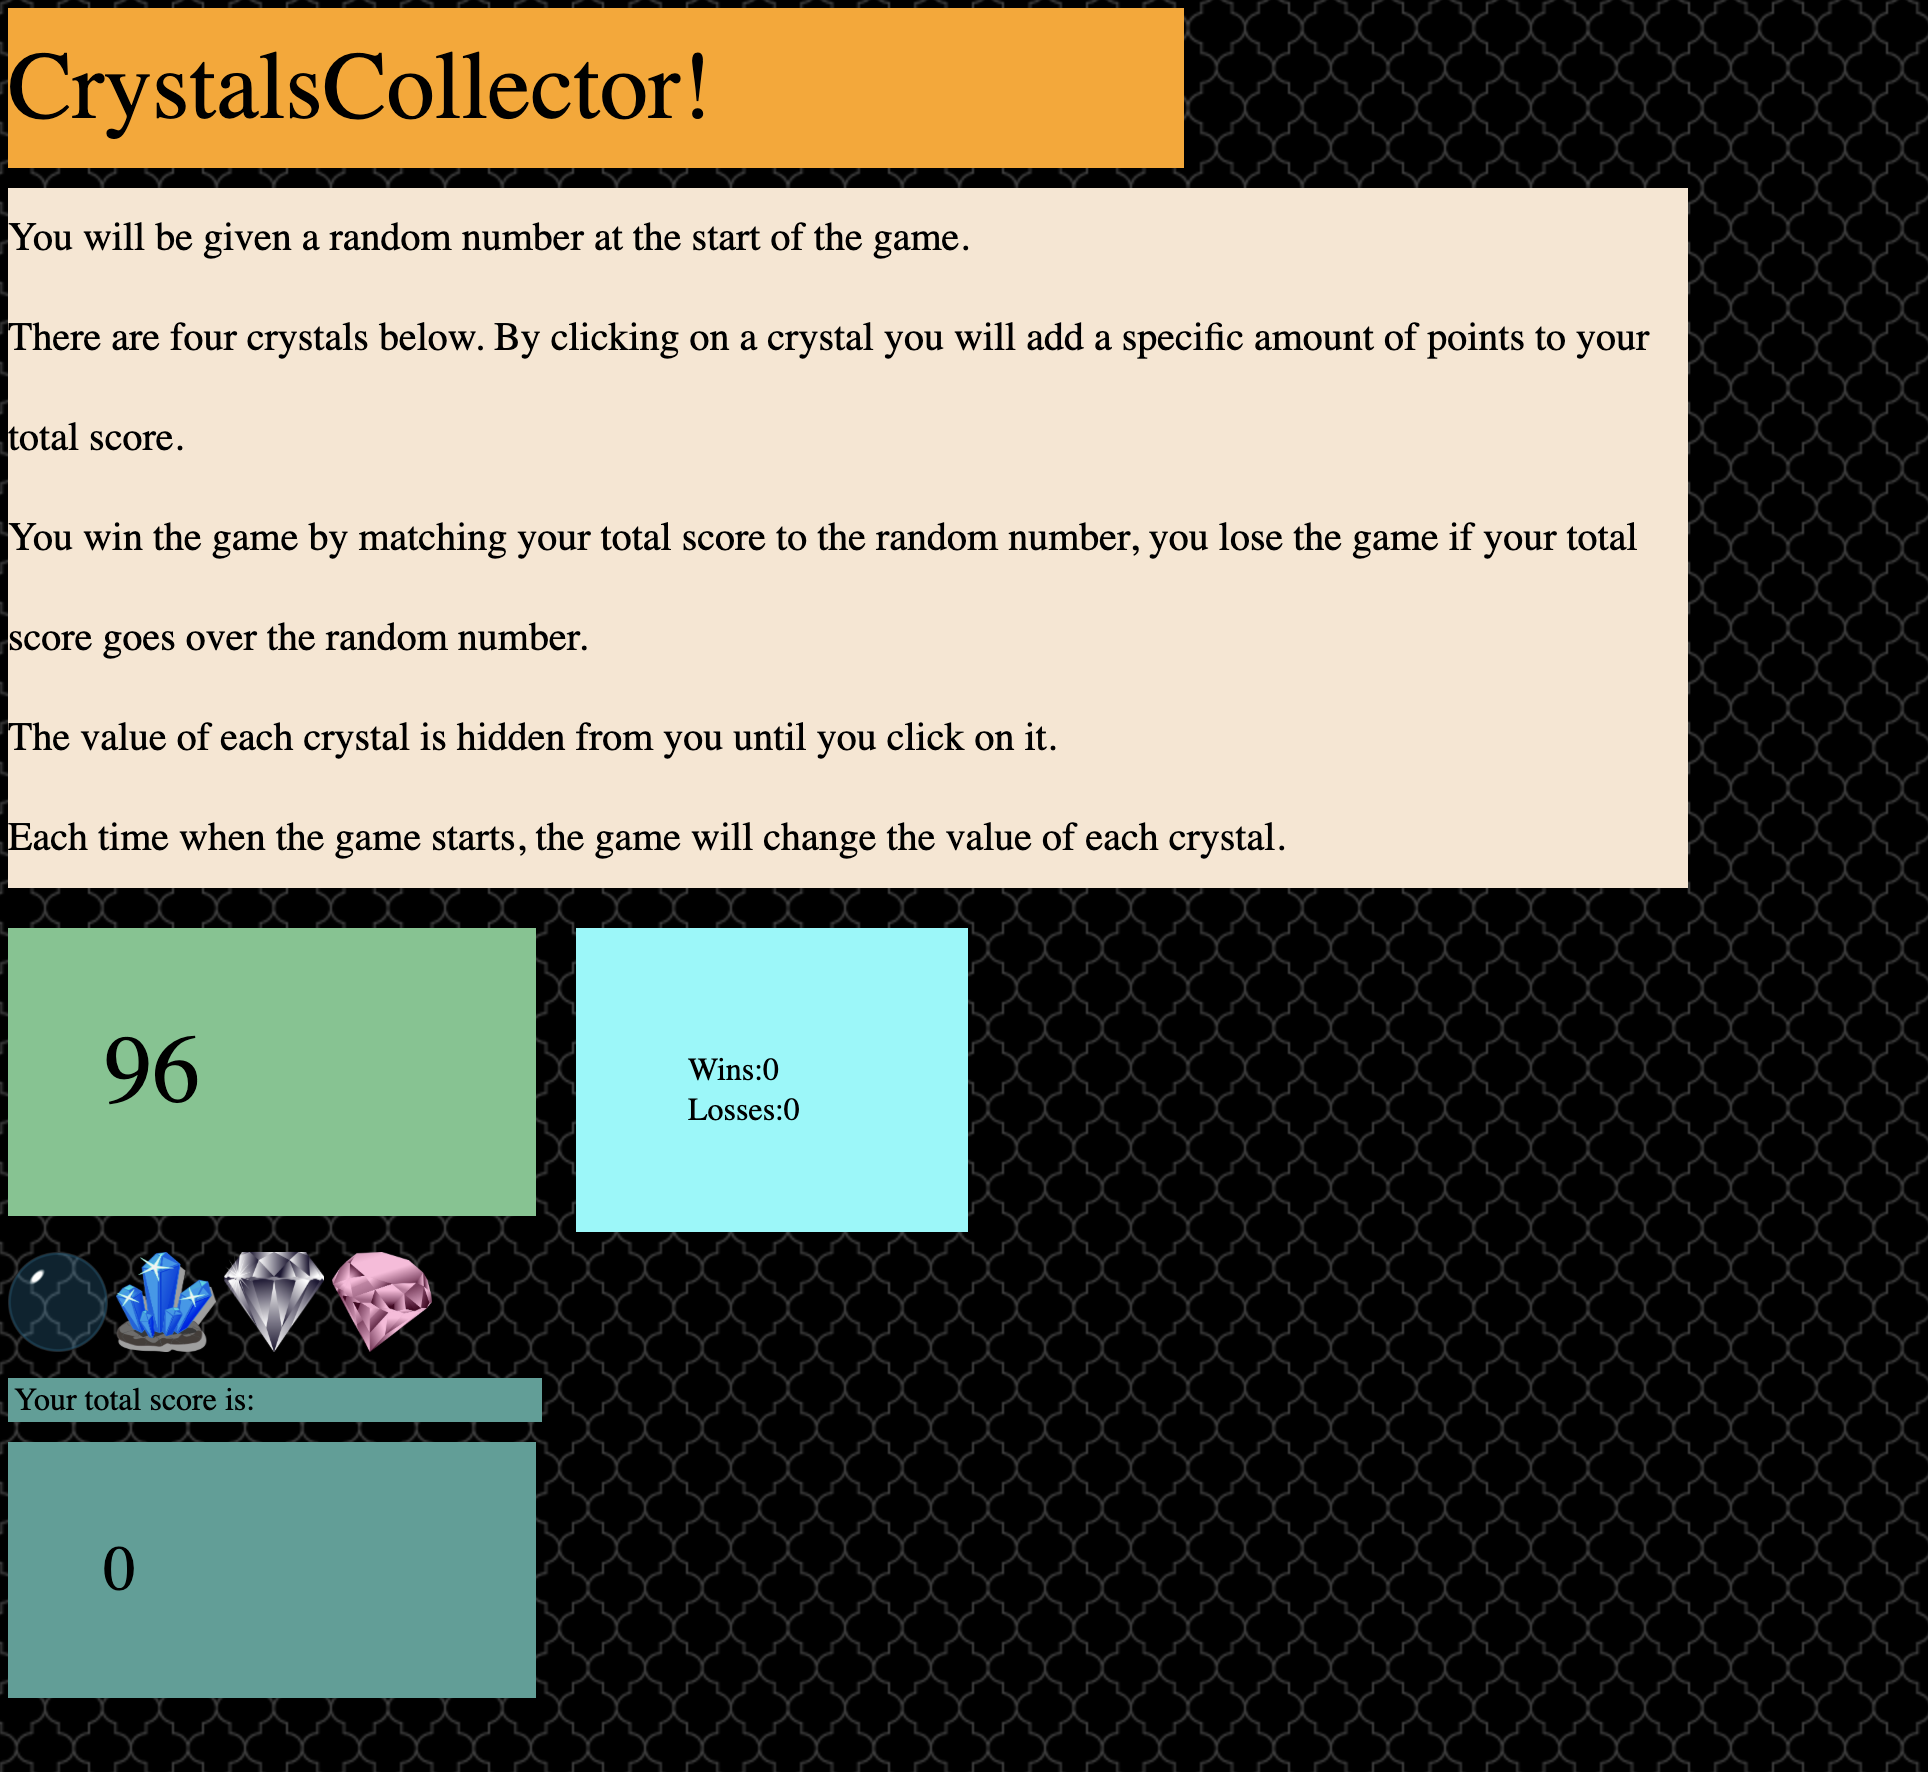 CrystalsCollector!
You will be given a random number at the start of the game.
There are four crystals below. By clicking on a crystal you will add a specific amount of points to your
total score.
You win the game by matching your total score to the random number, you lose the game if your total
score goes over the random number.
The value of each crystal is hidden from you until you click on it.
Each time when the game starts, the game will change the value of each crystal.
96
Wins:0
Losses:0
Your total score is:
0